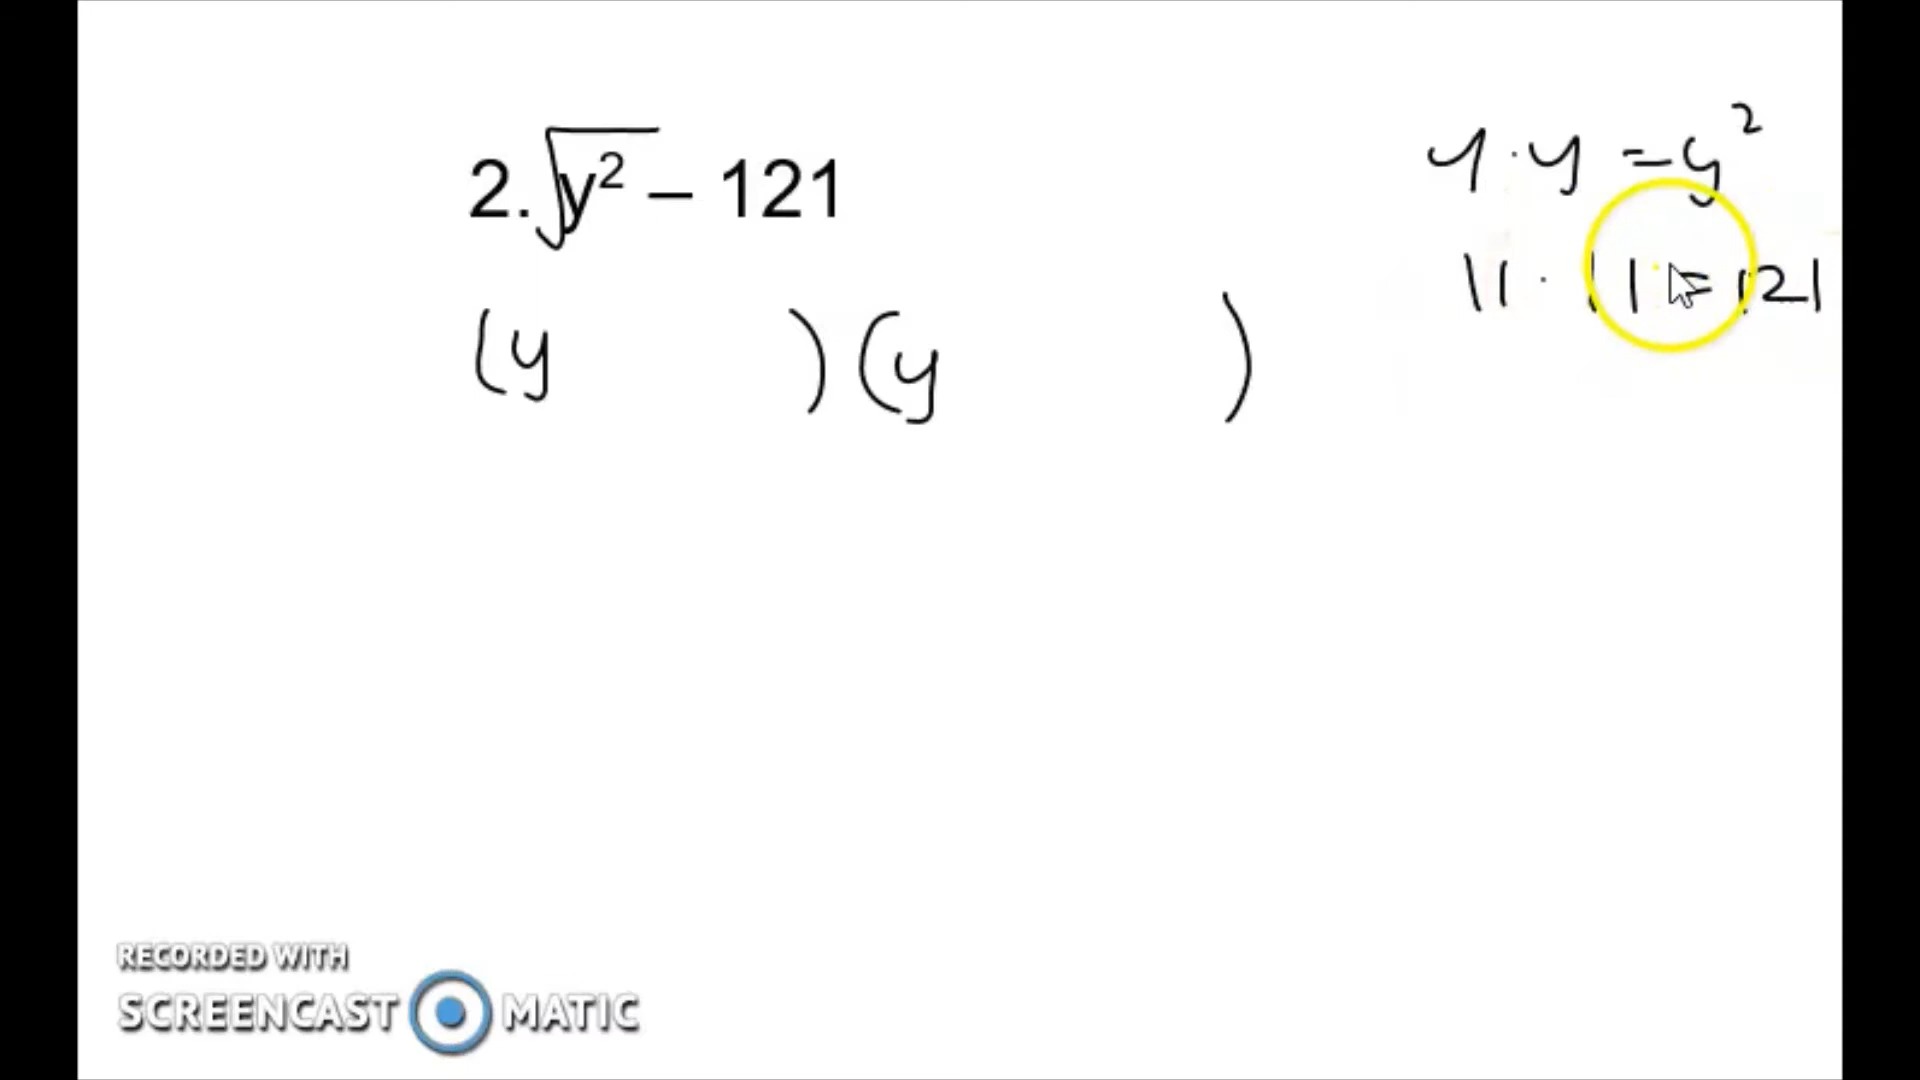 2. √y² – 121
y · y = y²
11 · 11 = 121
(y )(y )
RECORDED WITH
SCREENCAST MATIC